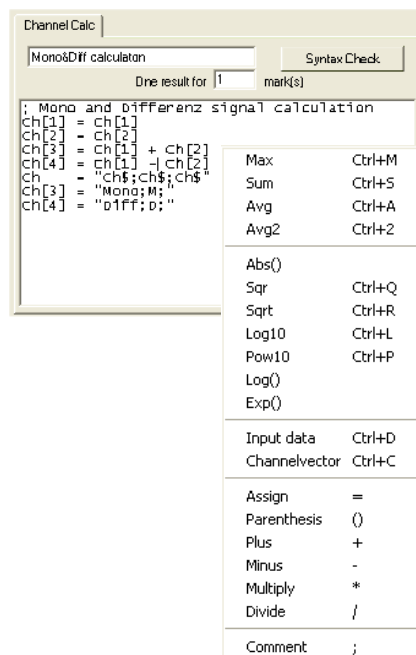 Channel Calc
Mono&Diff calculaton
Syntax Check
One result for 1 mark(s)
; Mono and Differenz signal calculation
Ch[1] = Ch[1]
Ch[2] = Ch[2]
Ch[3] = Ch[1] + Ch[2]
Ch[4] = Ch[1] - Ch[2]
Ch = "Ch$;Ch$;Ch$"
Ch[3] = "Mono;M;"
Ch[4] = "Diff;D;"
Max Ctrl+M
Sum Ctrl+S
Avg Ctrl+A
Avg2 Ctrl+2
Abs()
Sqr Ctrl+Q
Sqrt Ctrl+R
Log10 Ctrl+L
Pow10 Ctrl+P
Log()
Exp()
Input data Ctrl+D
Channelvector Ctrl+C
Assign =
Parenthesis ()
Plus +
Minus -
Multiply *
Divide /
Comment ;